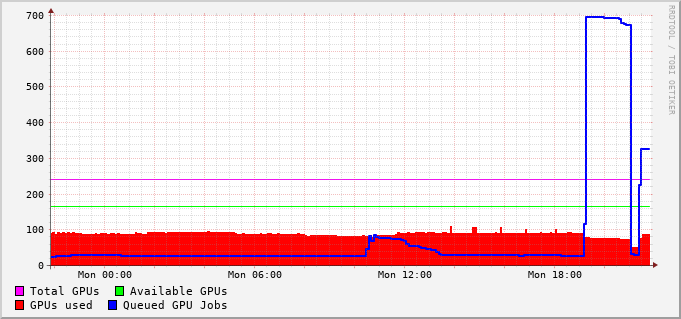 700
600
500
400
300
200
100
0
Mon 00:00 Mon 06:00 Mon 12:00 Mon 18:00
Total GPUs Available GPUs
GPUs used Queued GPU Jobs
RRDTOOL / TOBI OETIKER